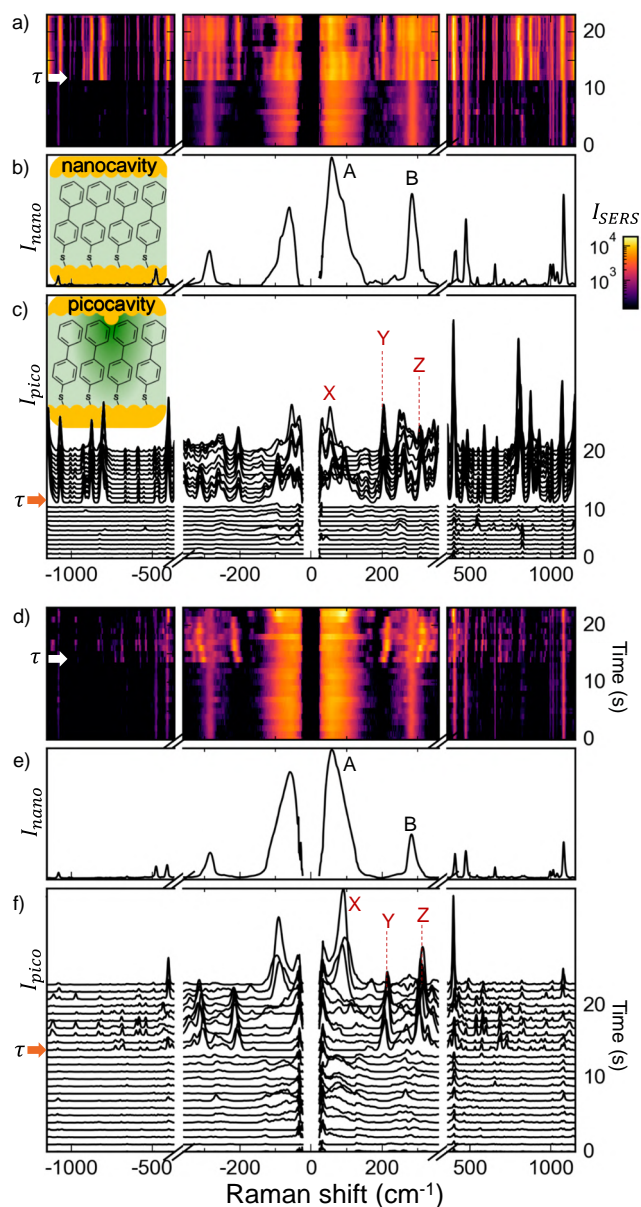 a)
τ
20
10
0
b)
nanocavity
S S S S
I_nano
A
B
I_SERS
10^4
10^3
c)
picocavity
S S S S
I_pico
X
Y
Z
τ
20
10
0
-1000 -500 -200 0 200 500 1000
d)
τ
20
10
0
Time (s)
e)
I_nano
A
B
f)
I_pico
X
Y
Z
τ
20
10
0
Time (s)
-1000 -500 -200 0 200 500 1000
Raman shift (cm⁻¹)